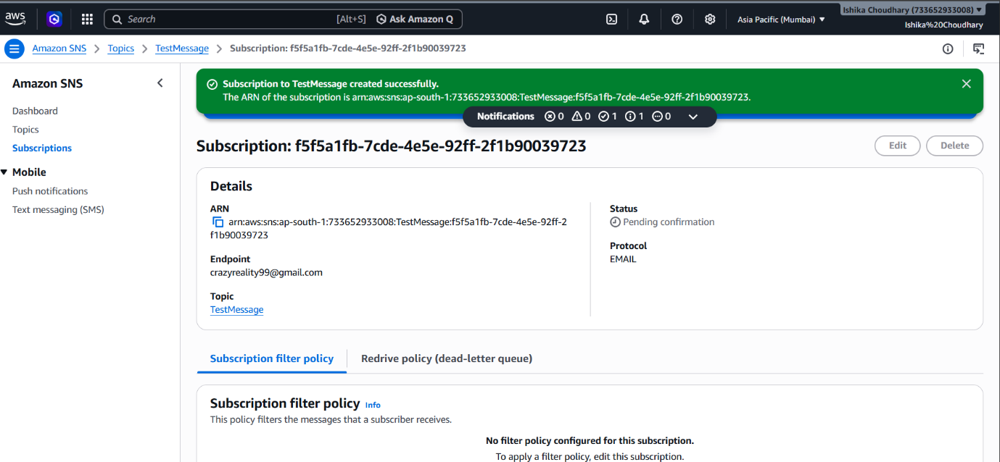 aws
Search [Alt+S] Ask Amazon Q
Asia Pacific (Mumbai) ▼
Ishika Choudhary (733652933008) ▼
Ishika%20Choudhary
Amazon SNS > Topics > TestMessage > Subscription: f5f5a1fb-7cde-4e5e-92ff-2f1b90039723
Amazon SNS
Dashboard
Topics
Subscriptions
Mobile
Push notifications
Text messaging (SMS)
Subscription to TestMessage created successfully.
The ARN of the subscription is arn:aws:sns:ap-south-1:733652933008:TestMessage:f5f5a1fb-7cde-4e5e-92ff-2f1b90039723.
Notifications 0 0 1 1 0
Subscription: f5f5a1fb-7cde-4e5e-92ff-2f1b90039723
Edit
Delete
Details
ARN
arn:aws:sns:ap-south-1:733652933008:TestMessage:f5f5a1fb-7cde-4e5e-92ff-2
f1b90039723
Endpoint
crazyreality99@gmail.com
Topic
TestMessage
Status
Pending confirmation
Protocol
EMAIL
Subscription filter policy
Redrive policy (dead-letter queue)
Subscription filter policy Info
This policy filters the messages that a subscriber receives.
No filter policy configured for this subscription.
To apply a filter policy, edit this subscription.